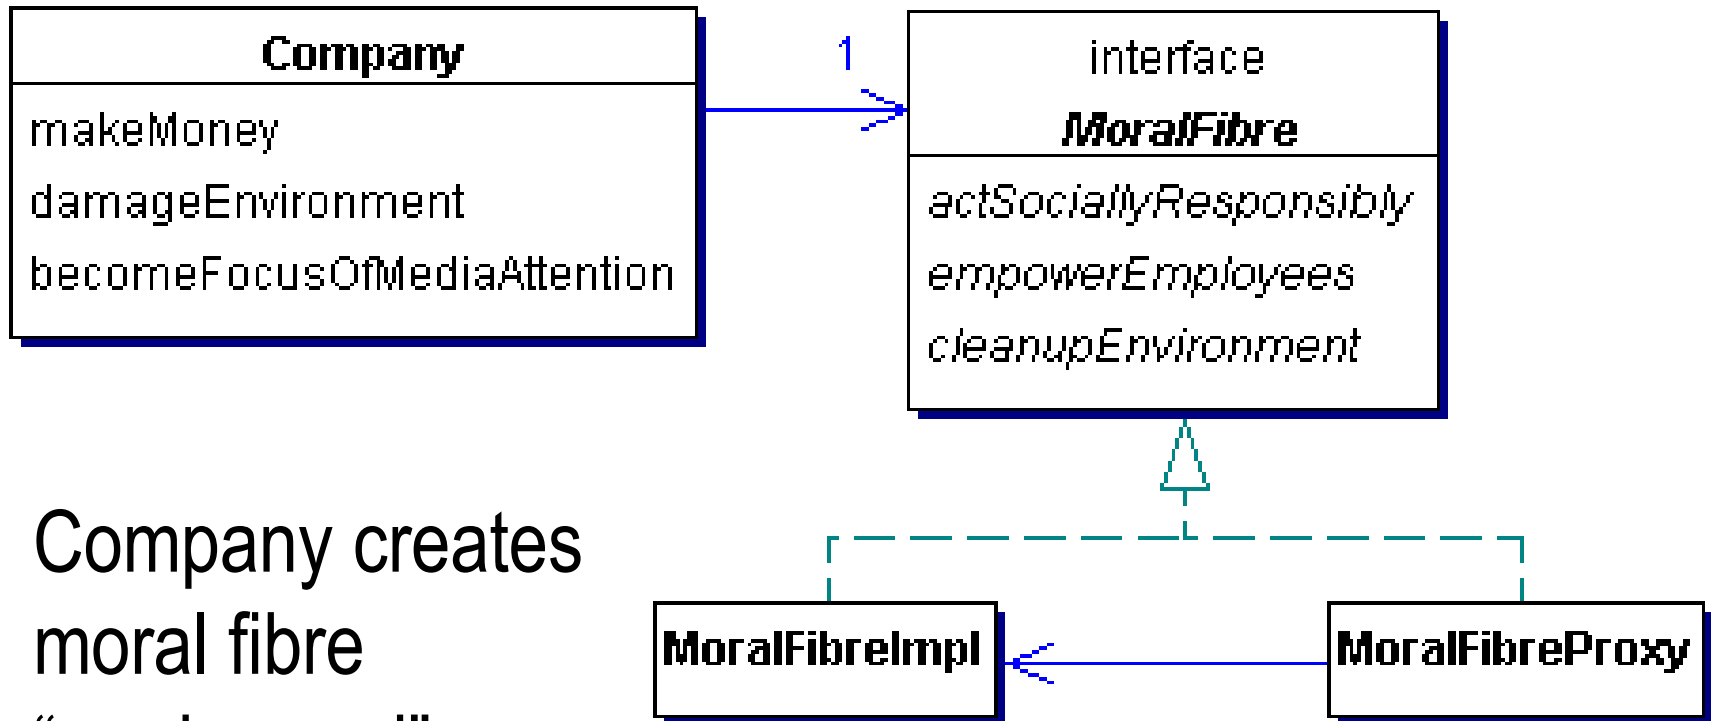 Company
makeMoney
damageEnvironment
becomeFocusOfMediaAttention
1
interface
MoralFibre
actSociallyResponsibly
empowerEmployees
cleanupEnvironment
MoralFibreImpl
MoralFibreProxy
Company creates
moral fibre